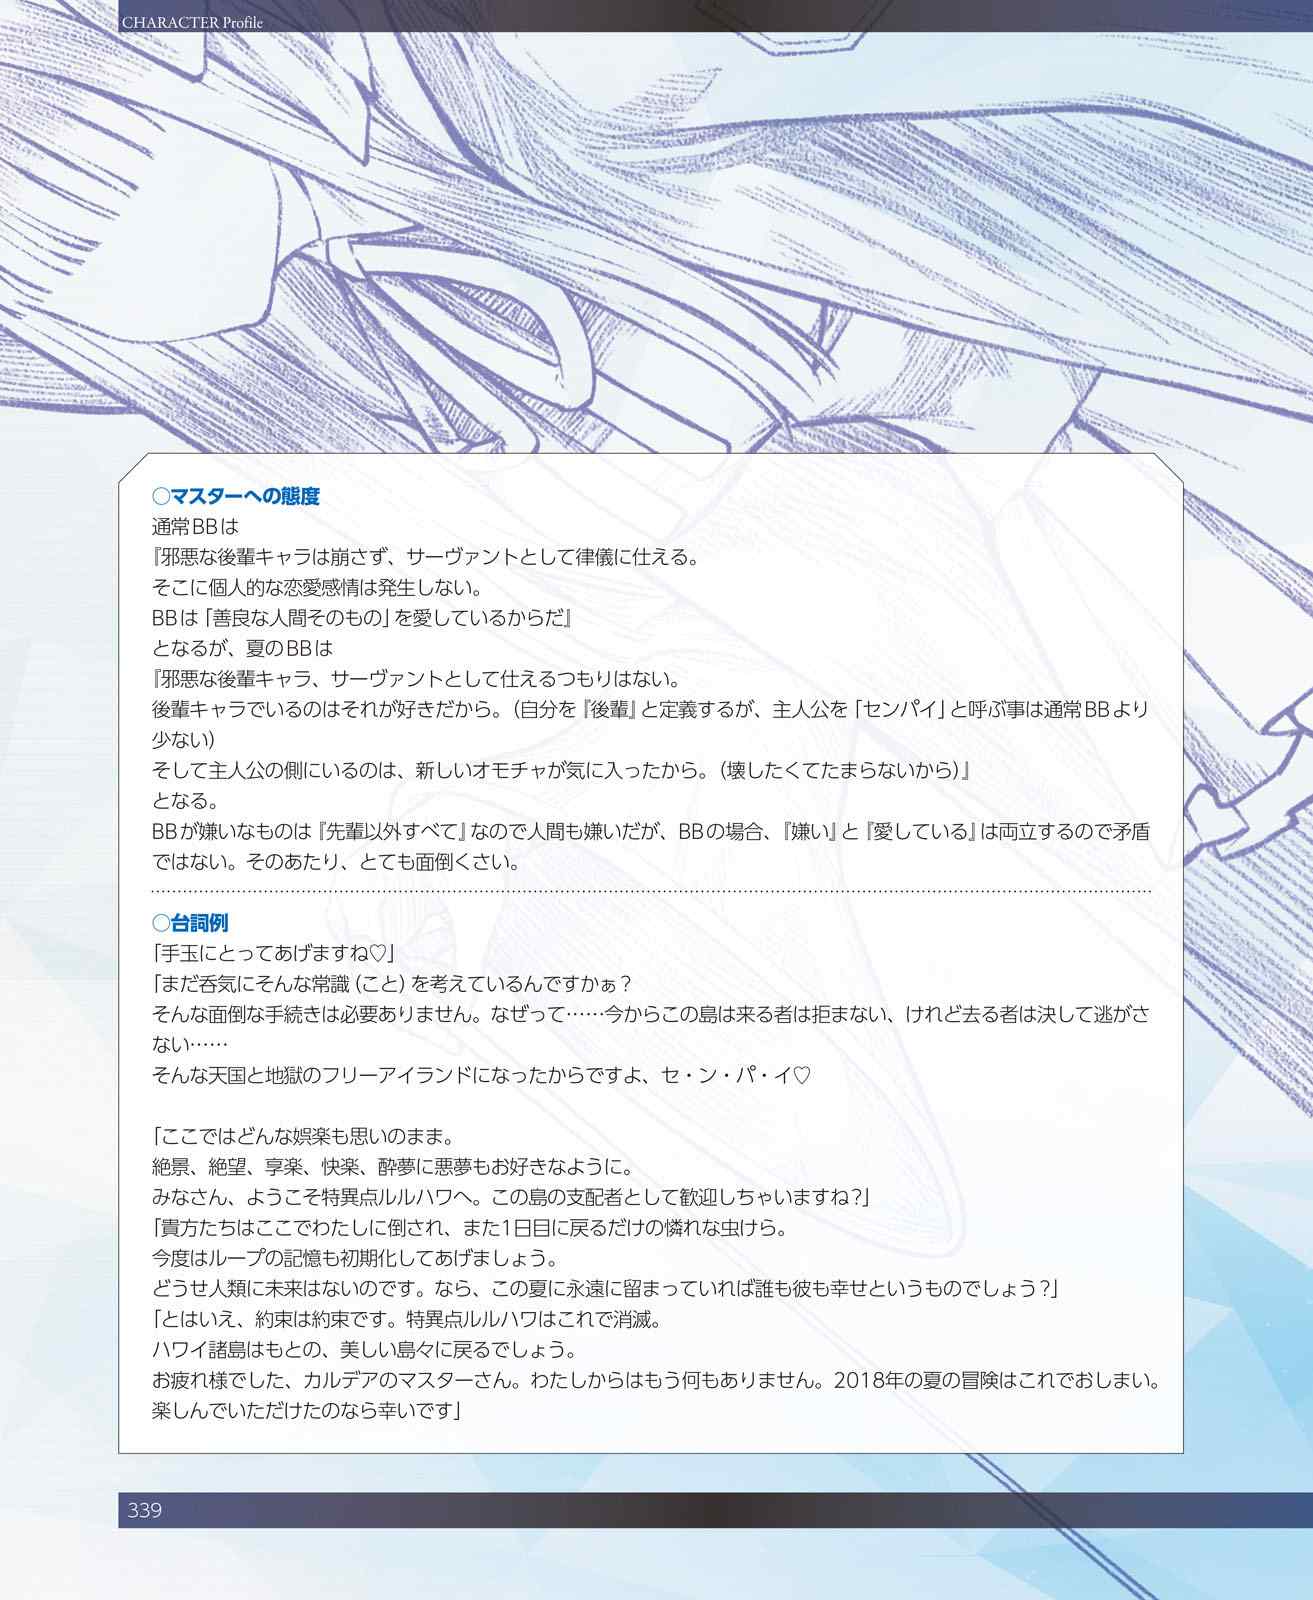 CHARACTER Profile
○マスターへの態度
通常BBは
『邪悪な後輩キャラは崩さず、サーヴァントとして律儀に仕える。
そこに個人的な恋愛感情は発生しない。
BBは「善良な人間そのもの」を愛しているからだ』
となるが、夏のBBは
『邪悪な後輩キャラ、サーヴァントとして仕えるつもりはない。
後輩キャラでいるのはそれが好きだから。（自分を『後輩』と定義するが、主人公を「センパイ」と呼ぶ事は通常BBより
少ない）
そして主人公の側にいるのは、新しいオモチャが気に入ったから。（壊したくてたまらないから）』
となる。
BBが嫌いなものは『先輩以外すべて』なので人間も嫌いだが、BBの場合、『嫌い』と『愛している』は両立するので矛盾
ではない。そのあたり、とても面倒くさい。
○台詞例
「手玉にとってあげますね♡」
「まだ呑気にそんな常識（こと）を考えているんですかぁ？
そんな面倒な手続きは必要ありません。なぜって……今からこの島は来る者は拒まない、けれど去る者は決して逃がさ
ない……
そんな天国と地獄のフリーアイランドになったからですよ、セ・ン・パ・イ♡
「ここではどんな娯楽も思いのまま。
絶景、絶望、享楽、快楽、酔夢に悪夢もお好きなように。
みなさん、ようこそ特異点ルルハワへ。この島の支配者として歓迎しちゃいますね？」
「貴方たちはここでわたしに倒され、また1日目に戻るだけの憐れな虫けら。
今度はループの記憶も初期化してあげましょう。
どうせ人類に未来はないのです。なら、この夏に永遠に留まっていれば誰も彼も幸せというものでしょう？」
「とはいえ、約束は約束です。特異点ルルハワはこれで消滅。
ハワイ諸島はもとの、美しい島々に戻るでしょう。
お疲れ様でした、カルデアのマスターさん。わたしからはもう何もありません。2018年の夏の冒険はこれでおしまい。
楽しんでいただけたのなら幸いです」
339